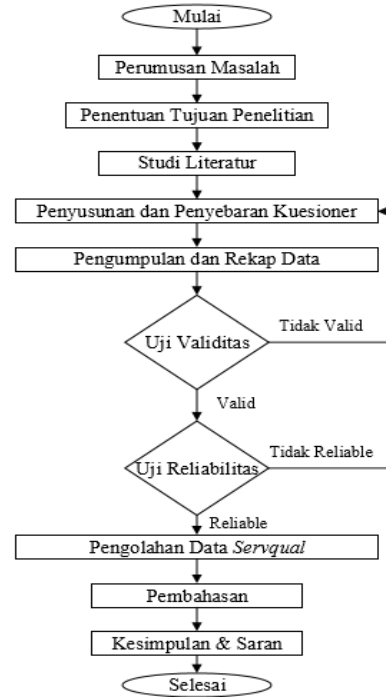 Mulai
Perumusan Masalah
Penentuan Tujuan Penelitian
Studi Literatur
Penyusunan dan Penyebaran Kuesioner
Pengumpulan dan Rekap Data
Uji Validitas
Tidak Valid
Valid
Uji Reliabilitas
Tidak Reliable
Reliable
Pengolahan Data Servqual
Pembahasan
Kesimpulan & Saran
Selesai